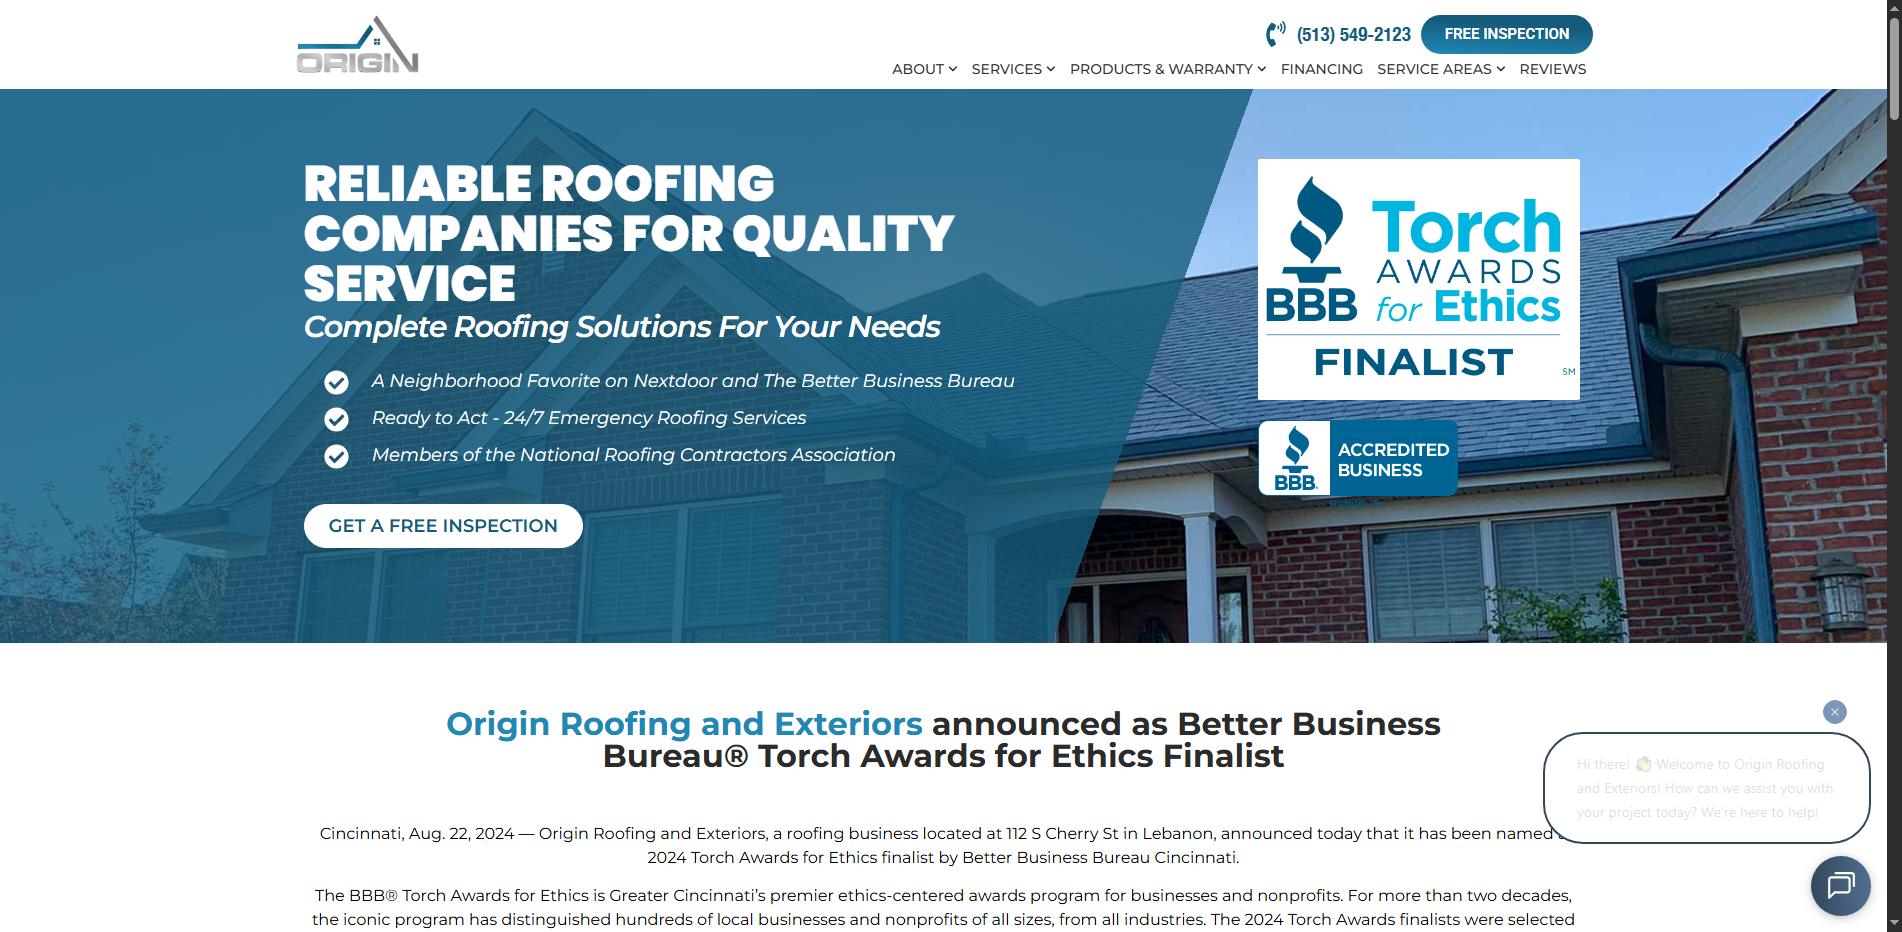 ORIGIN
(513) 549-2123
FREE INSPECTION
ABOUT
SERVICES
PRODUCTS & WARRANTY
FINANCING
SERVICE AREAS
REVIEWS
RELIABLE ROOFING
COMPANIES FOR QUALITY
SERVICE
Complete Roofing Solutions For Your Needs
A Neighborhood Favorite on Nextdoor and The Better Business Bureau
Ready to Act - 24/7 Emergency Roofing Services
Members of the National Roofing Contractors Association
GET A FREE INSPECTION
BBB
Torch
AWARDS
for Ethics
FINALIST
SM
BBB.
ACCREDITED
BUSINESS
Origin Roofing and Exteriors announced as Better Business
Bureau® Torch Awards for Ethics Finalist
Cincinnati, Aug. 22, 2024 — Origin Roofing and Exteriors, a roofing business located at 112 S Cherry St in Lebanon, announced today that it has been named
2024 Torch Awards for Ethics finalist by Better Business Bureau Cincinnati.
The BBB® Torch Awards for Ethics is Greater Cincinnati's premier ethics-centered awards program for businesses and nonprofits. For more than two decades,
the iconic program has distinguished hundreds of local businesses and nonprofits of all sizes, from all industries. The 2024 Torch Awards finalists were selected
Hi there! 👋 Welcome to Origin Roofing
and Exteriors! How can we assist you with
your project today? We're here to help!